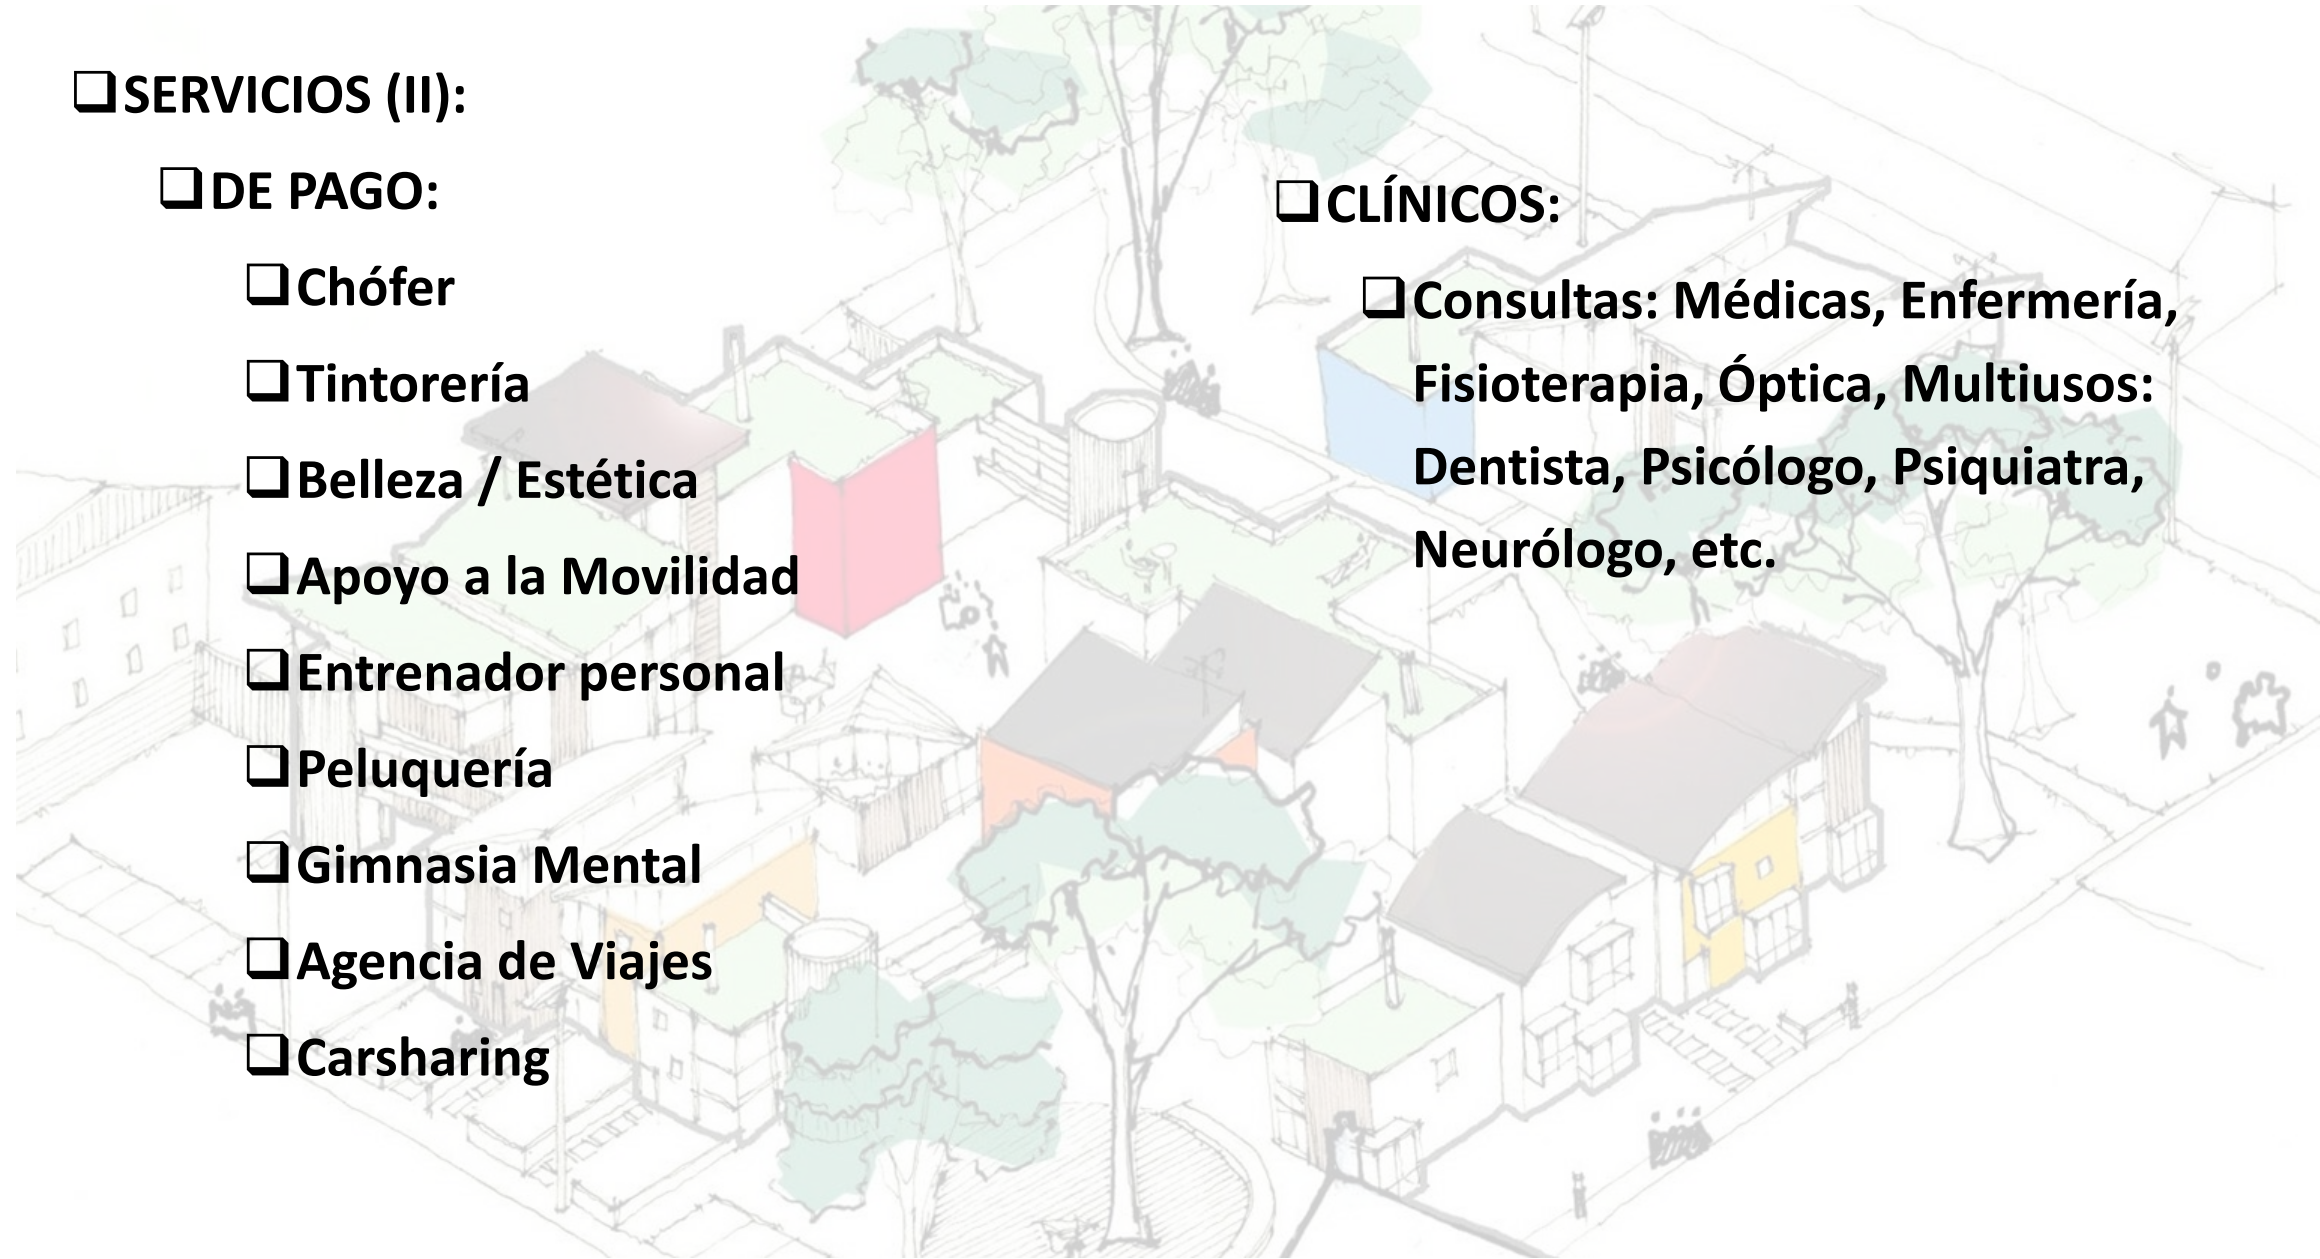 SERVICIOS (II):
DE PAGO:
Chófer
Tintorería
Belleza / Estética
Apoyo a la Movilidad
Entrenador personal
Peluquería
Gimnasia Mental
Agencia de Viajes
Carsharing
CLÍNICOS:
Consultas: Médicas, Enfermería,
Fisioterapia, Óptica, Multiusos:
Dentista, Psicólogo, Psiquiatra,
Neurólogo, etc.